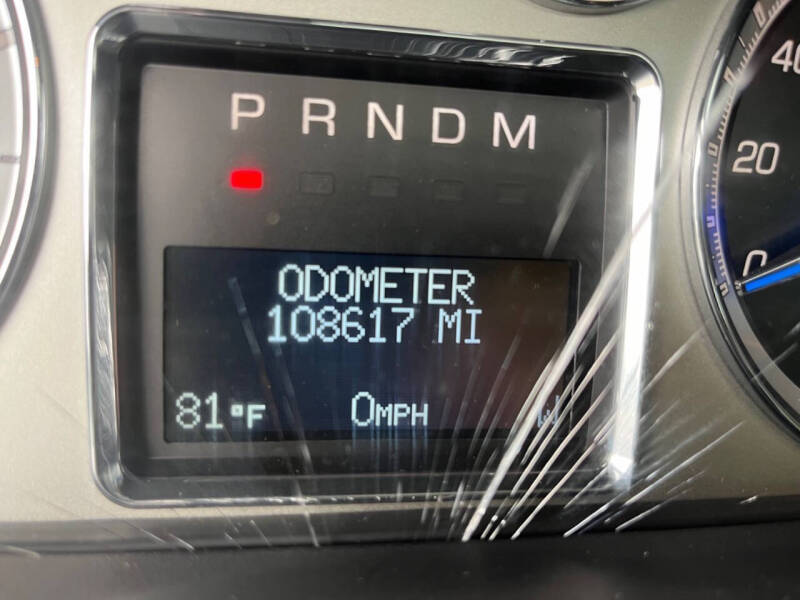 P R N D M
ODOMETER
108617 MI
81°F 0MPH W
40
20
0